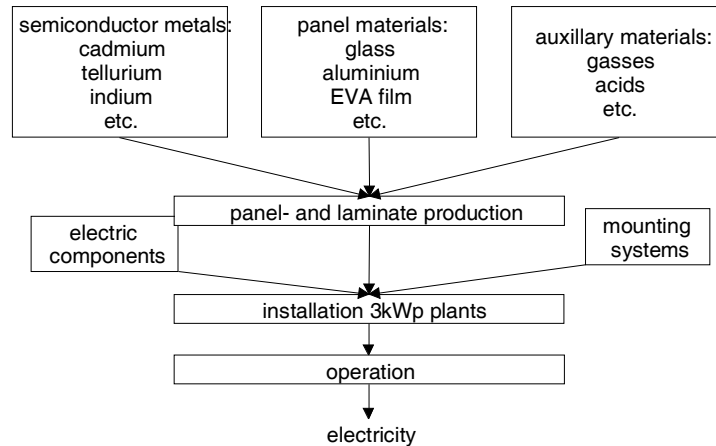 semiconductor metals:
cadmium
tellurium
indium
etc.
panel materials:
glass
aluminium
EVA film
etc.
auxillary materials:
gasses
acids
etc.
panel- and laminate production
electric
components
mounting
systems
installation 3kWp plants
operation
electricity